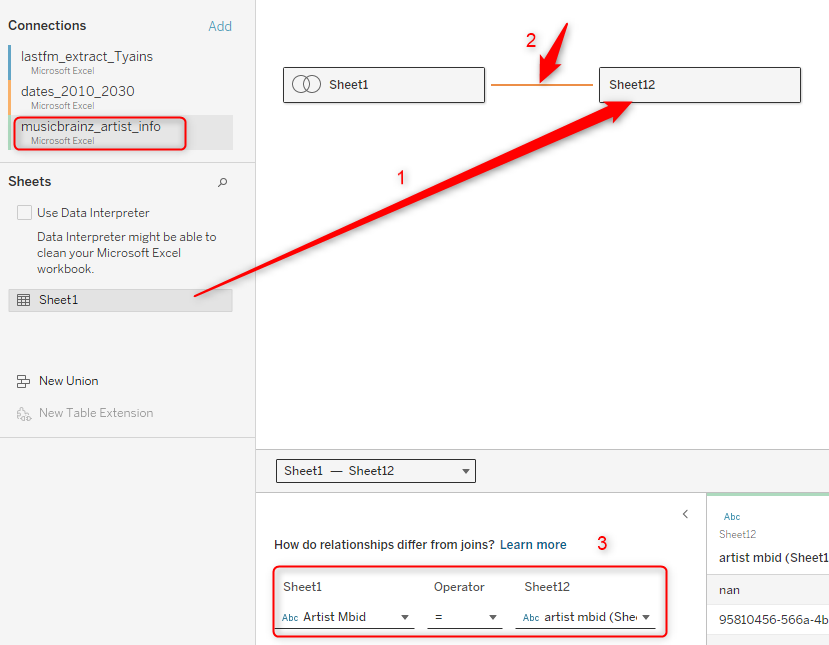 Connections Add
lastfm_extract_Tyains
Microsoft Excel
dates_2010_2030
Microsoft Excel
musicbrainz_artist_info
Microsoft Excel
Sheets
Use Data Interpreter
Data Interpreter might be able to
clean your Microsoft Excel
workbook.
Sheet1
New Union
New Table Extension
2
Sheet1 Sheet12
1
Sheet1 — Sheet12
How do relationships differ from joins? Learn more 3
Sheet1 Operator Sheet12
Abc Artist Mbid = Abc artist mbid (She
Abc
Sheet12
artist mbid (Sheet1
nan
95810456-566a-4b